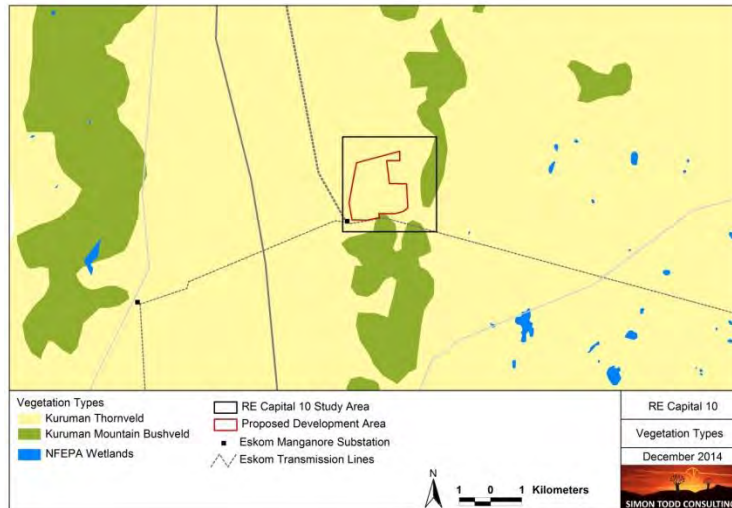 Vegetation Types
Kuruman Thornveld
Kuruman Mountain Bushveld
NFEPA Wetlands
RE Capital 10 Study Area
Proposed Development Area
Eskom Manganore Substation
Eskom Transmission Lines
N
1 0 1 Kilometers
RE Capital 10
Vegetation Types
December 2014
SIMON TODD CONSULTING